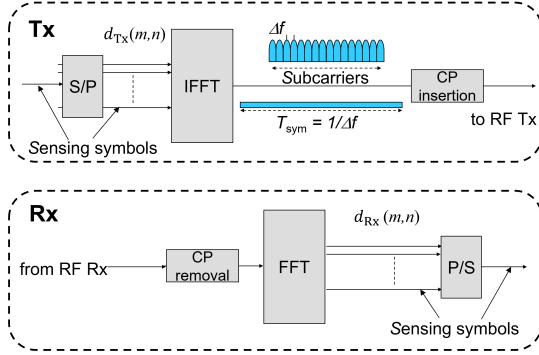 Tx
d_Tx(m,n)
Δf
S/P
IFFT
Subcarriers
CP
insertion
T_sym = 1/Δf
to RF Tx
Sensing symbols
Rx
d_Rx(m,n)
from RF Rx
CP
removal
FFT
P/S
Sensing symbols